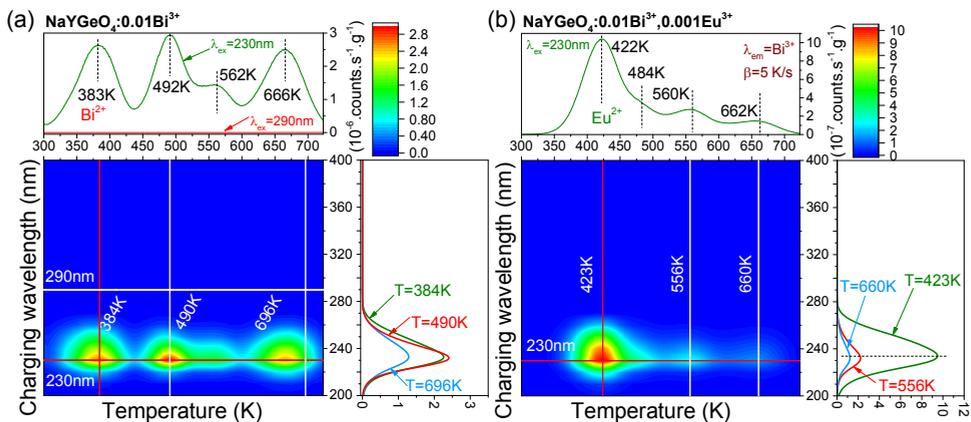 (a) NaYGeO₄:0.01Bi³⁺
λex=230nm
383K
492K
562K
666K
Bi²⁺
λex=290nm
0
1
2
3
300 350 400 450 500 550 600 650 700
(10⁻⁶.counts.s⁻¹.g⁻¹)
2.8
2.4
2.0
1.6
1.2
0.80
0.40
0.0
Charging wavelength (nm)
290nm
384K
490K
696K
230nm
Temperature (K)
400
360
320
280
240
200
T=384K
T=490K
T=696K
0 1 2 3
(b) NaYGeO₄:0.01Bi³⁺,0.001Eu³⁺
λex=230nm
422K
484K
560K
662K
λem=Bi³⁺
β=5 K/s
Eu²⁺
10
8
6
4
2
0
300 350 400 450 500 550 600 650 700
(10⁻⁷.counts.s⁻¹.g⁻¹)
10
9
8
7
6
5
4
3
2
1
0
Charging wavelength (nm)
423K
556K
660K
230nm
Temperature (K)
400
360
320
280
240
200
T=660K
T=423K
T=556K
0 2 4 6 8 10 12